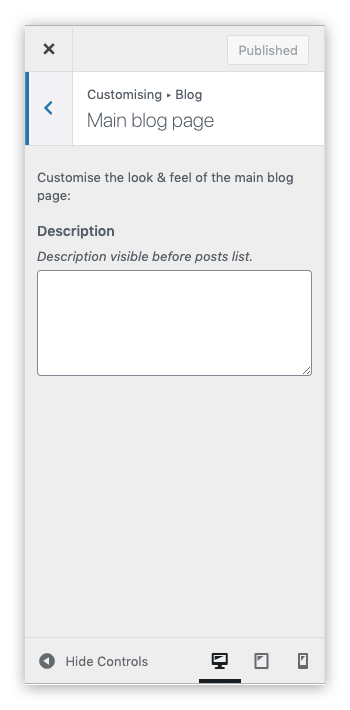 Published
Customising ▸ Blog
Main blog page
Customise the look & feel of the main blog
page:
Description
Description visible before posts list.
Hide Controls